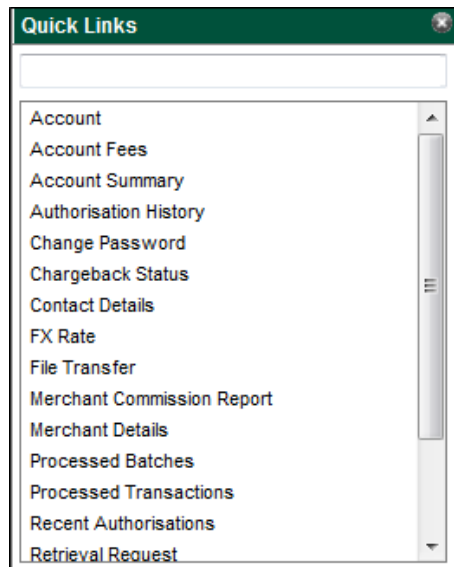 Quick Links
Account
Account Fees
Account Summary
Authorisation History
Change Password
Chargeback Status
Contact Details
FX Rate
File Transfer
Merchant Commission Report
Merchant Details
Processed Batches
Processed Transactions
Recent Authorisations
Retrieval Request